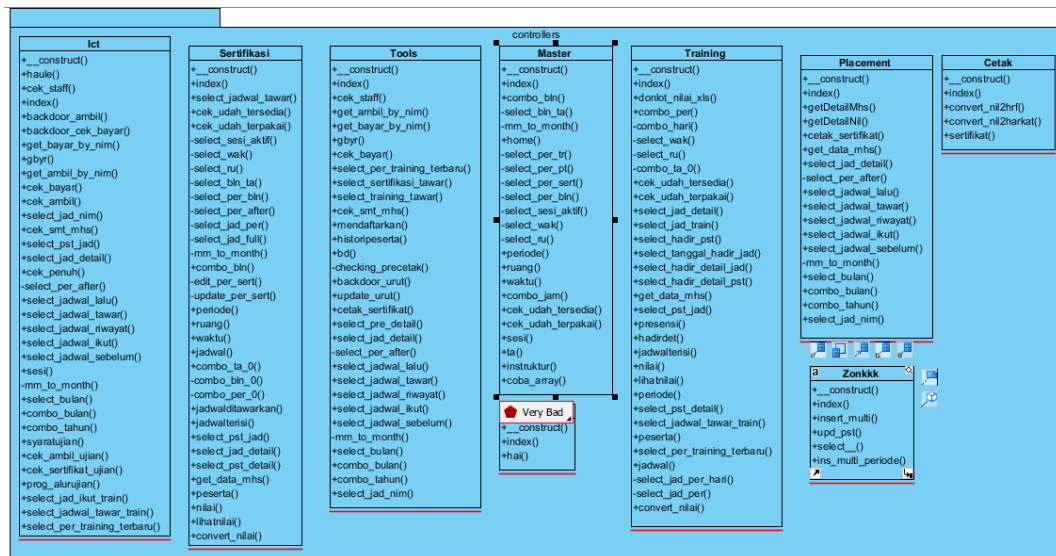 controllers
Ict
+__construct()
+haule()
+cek_staff()
+index()
+backdoor_ambil()
+backdoor_cek_bayar()
+get_bayar_by_nim()
+gbyr()
+get_ambil_by_nim()
+cek_bayar()
+cek_ambil()
+select_jad_nim()
+cek_smt_mhs()
+select_pst_jad()
+select_jad_detail()
+cek_penuh()
-select_per_after()
+select_jadwal_lalu()
+select_jadwal_tawar()
+select_jadwal_riwayat()
+select_jadwal_ikut()
+select_jadwal_sebelum()
+sesi()
-mm_to_month()
+select_bulan()
+combo_bulan()
+combo_tahun()
+syaratujian()
+cek_ambil_ujian()
+cek_sertifikat_ujian()
+prog_alurujian()
+select_jad_ikut_train()
+select_jadwal_tawar_train()
+select_per_training_terbaru()
Sertifikasi
+__construct()
+index()
+select_jadwal_tawar()
+cek_udah_tersedia()
+cek_udah_terpakai()
-select_sesi_aktif()
-select_wak()
-select_ru()
-select_bln_ta()
-select_per_bln()
-select_per_after()
-select_jad_per()
-select_jad_full()
-mm_to_month()
+combo_bln()
-edit_per_sert()
-update_per_sert()
+periode()
+ruang()
+waktu()
+jadwal()
+combo_ta_0()
-combo_bln_0()
-combo_per_0()
+jadwalditawarkan()
+jadwalterisi()
+select_pst_jad()
+select_jad_detail()
+select_pst_detail()
+get_data_mhs()
+peserta()
+nilai()
+lihatnilai()
+convert_nilai()
Tools
+__construct()
+index()
+cek_staff()
+get_ambil_by_nim()
+get_bayar_by_nim()
+gbyr()
+cek_bayar()
+select_per_training_terbaru()
+select_sertifikasi_tawar()
+select_training_tawar()
+cek_smt_mhs()
+mendaftarkan()
+historipeserta()
+bd()
-checking_precetak()
+backdoor_urut()
+update_urut()
+cetak_sertifikat()
+select_pre_detail()
+select_jad_detail()
-select_per_after()
+select_jadwal_lalu()
+select_jadwal_tawar()
+select_jadwal_riwayat()
+select_jadwal_ikut()
+select_jadwal_sebelum()
-mm_to_month()
+select_bulan()
+combo_bulan()
+combo_tahun()
+select_jad_nim()
Master
+__construct()
+index()
+combo_bln()
+select_bln_ta()
-mm_to_month()
+home()
-select_per_tr()
-select_per_pt()
-select_per_sert()
-select_per_bln()
-select_sesi_aktif()
-select_wak()
-select_ru()
+periode()
+ruang()
+waktu()
+combo_jam()
+cek_udah_tersedia()
+cek_udah_terpakai()
+sesi()
+ta()
+instruktur()
+coba_array()
Very Bad
+__construct()
+index()
+hai()
Training
+__construct()
+index()
+donlot_nilai_xls()
+combo_per()
-combo_hari()
-select_wak()
-select_ru()
-combo_ta_0()
+cek_udah_tersedia()
+cek_udah_terpakai()
+select_jad_detail()
+select_jad_train()
+select_hadir_pst()
+select_tanggal_hadir_jad()
+select_hadir_detail_jad()
+select_hadir_detail_pst()
+get_data_mhs()
+select_pst_jad()
+presensi()
+hadirdet()
+jadwalterisi()
+nilai()
+lihatnilai()
+periode()
+select_pst_detail()
+select_jadwal_tawar_train()
+peserta()
+select_per_training_terbaru()
+jadwal()
-select_jad_per_hari()
-select_jad_per()
+convert_nilai()
Placement
+__construct()
+index()
+getDetailMhs()
+getDetailNil()
+cetak_sertifikat()
+get_data_mhs()
+select_jad_detail()
-select_per_after()
+select_jadwal_lalu()
+select_jadwal_tawar()
+select_jadwal_riwayat()
+select_jadwal_ikut()
+select_jadwal_sebelum()
-mm_to_month()
+select_bulan()
+combo_bulan()
+combo_tahun()
+select_jad_nim()
a
Zonkkk
+__construct()
+index()
+insert_multi()
+upd_pst()
+select__()
+ins_multi_periode()
Cetak
+__construct()
+index()
+convert_nil2hrf()
+convert_nil2harkat()
+sertifikat()